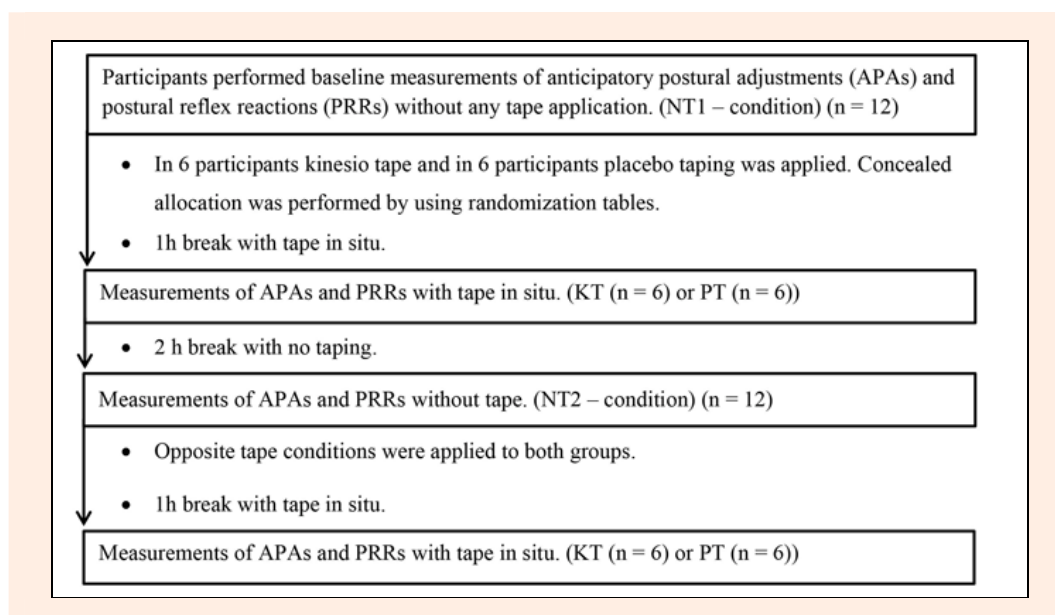 Participants performed baseline measurements of anticipatory postural adjustments (APAs) and
postural reflex reactions (PRRs) without any tape application. (NT1 – condition) (n = 12)
• In 6 participants kinesio tape and in 6 participants placebo taping was applied. Concealed
allocation was performed by using randomization tables.
• 1h break with tape in situ.
Measurements of APAs and PRRs with tape in situ. (KT (n = 6) or PT (n = 6))
• 2 h break with no taping.
Measurements of APAs and PRRs without tape. (NT2 – condition) (n = 12)
• Opposite tape conditions were applied to both groups.
• 1h break with tape in situ.
Measurements of APAs and PRRs with tape in situ. (KT (n = 6) or PT (n = 6))